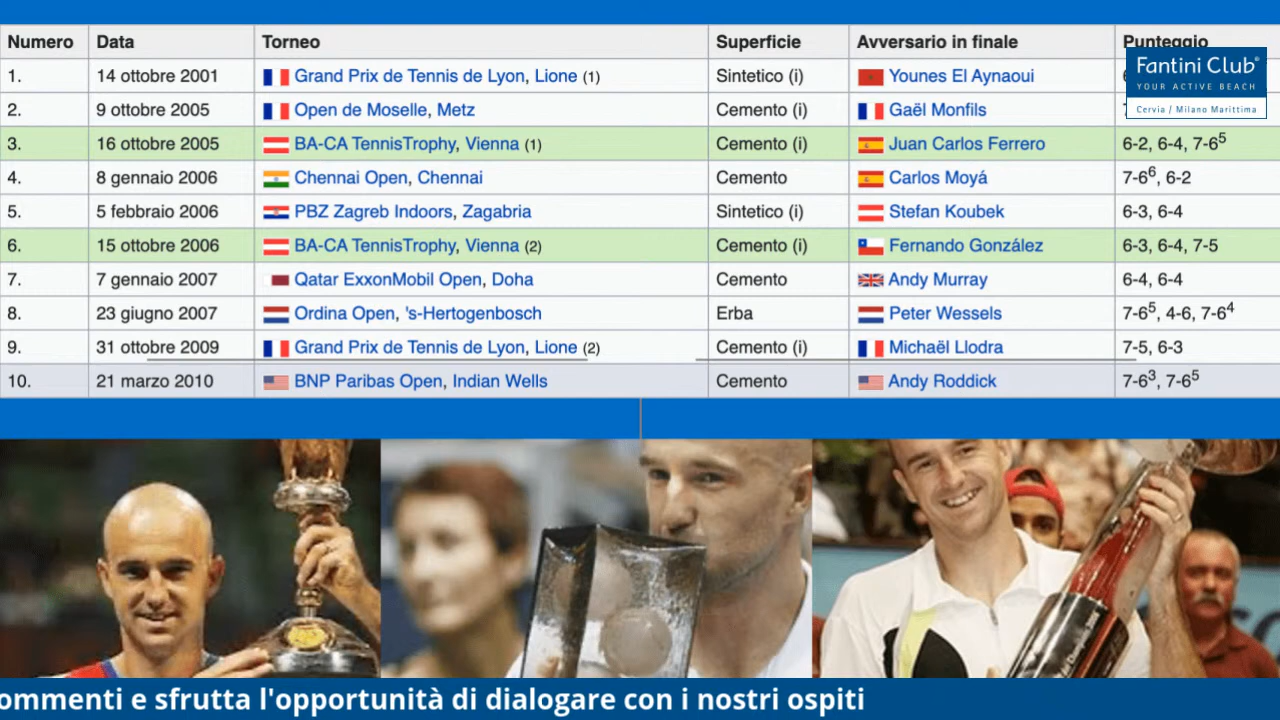 Numero Data Torneo Superficie Avversario in finale Punteggio
1. 14 ottobre 2001 Grand Prix de Tennis de Lyon, Lione (1) Sintetico (i) Younes El Aynaoui
2. 9 ottobre 2005 Open de Moselle, Metz Cemento (i) Gaël Monfils
3. 16 ottobre 2005 BA-CA TennisTrophy, Vienna (1) Cemento (i) Juan Carlos Ferrero 6-2, 6-4, 7-6⁵
4. 8 gennaio 2006 Chennai Open, Chennai Cemento Carlos Moyá 7-6⁶, 6-2
5. 5 febbraio 2006 PBZ Zagreb Indoors, Zagabria Sintetico (i) Stefan Koubek 6-3, 6-4
6. 15 ottobre 2006 BA-CA TennisTrophy, Vienna (2) Cemento (i) Fernando González 6-3, 6-4, 7-5
7. 7 gennaio 2007 Qatar ExxonMobil Open, Doha Cemento Andy Murray 6-4, 6-4
8. 23 giugno 2007 Ordina Open, 's-Hertogenbosch Erba Peter Wessels 7-6⁵, 4-6, 7-6⁴
9. 31 ottobre 2009 Grand Prix de Tennis de Lyon, Lione (2) Cemento (i) Michaël Llodra 7-5, 6-3
10. 21 marzo 2010 BNP Paribas Open, Indian Wells Cemento Andy Roddick 7-6³, 7-6⁵
Fantini Club®
YOUR ACTIVE BEACH
Cervia / Milano Marittima
ommenti e sfrutta l'opportunità di dialogare con i nostri ospiti